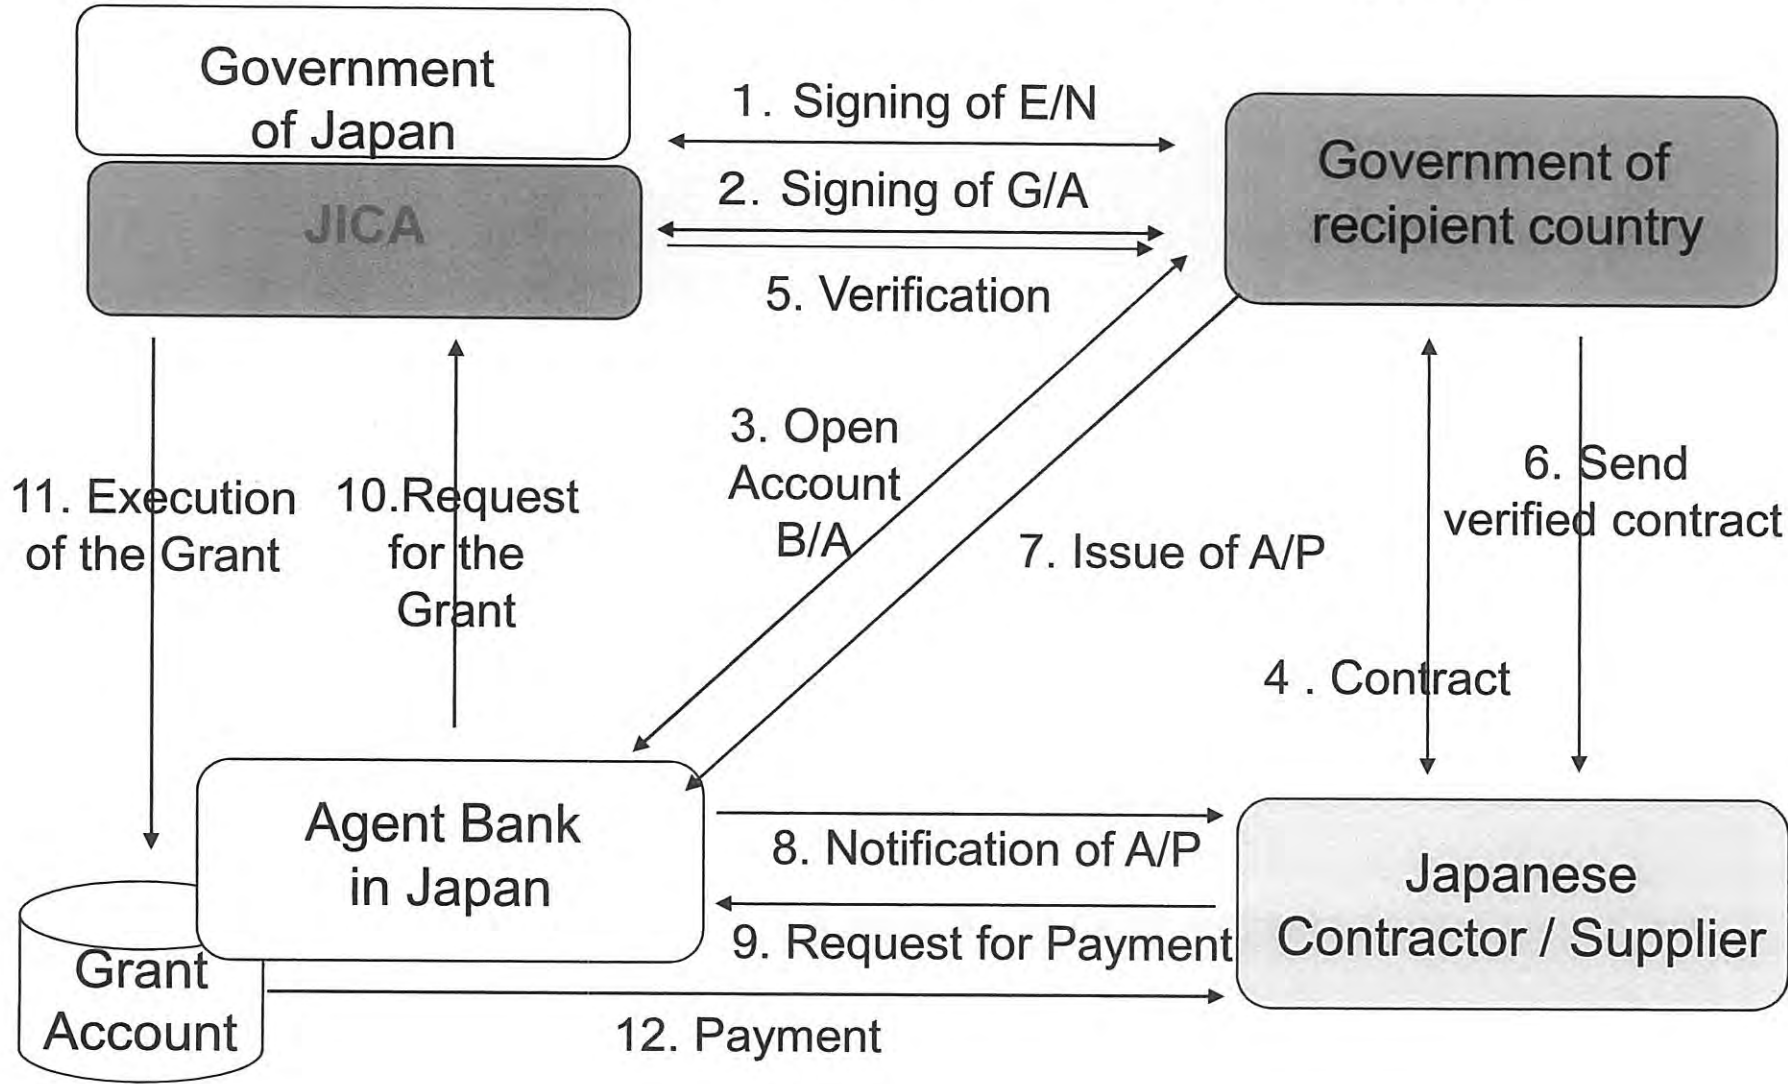 Government
of Japan
JICA
1. Signing of E/N
2. Signing of G/A
5. Verification
Government of
recipient country
3. Open
Account
B/A
7. Issue of A/P
6. Send
verified contract
4 . Contract
11. Execution
of the Grant
10.Request
for the
Grant
Agent Bank
in Japan
8. Notification of A/P
9. Request for Payment
Japanese
Contractor / Supplier
Grant
Account
12. Payment